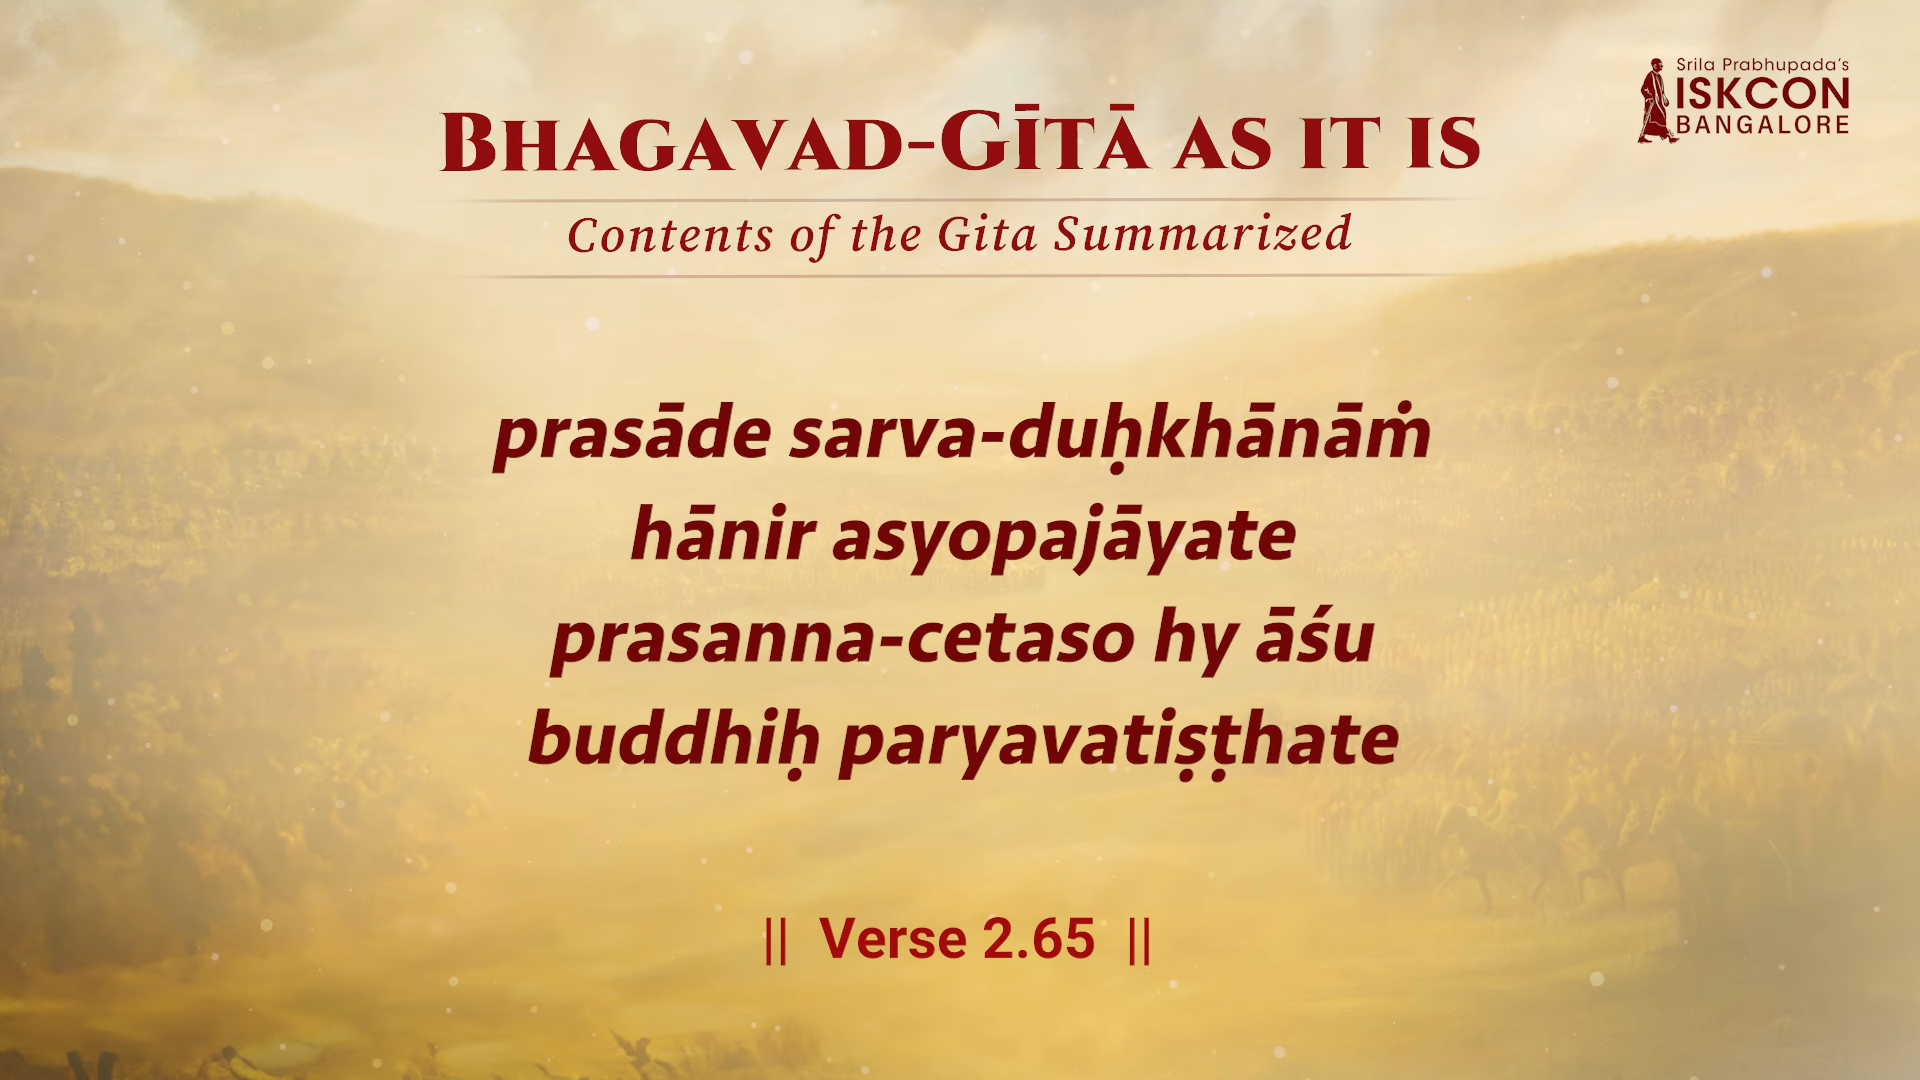 Srila Prabhupada's
ISKCON
BANGALORE
Bhagavad-Gītā as it is
Contents of the Gita Summarized
prasāde sarva-duḥkhānāṁ
hānir asyopajāyate
prasanna-cetaso hy āśu
buddhiḥ paryavatiṣṭhate
|| Verse 2.65 ||